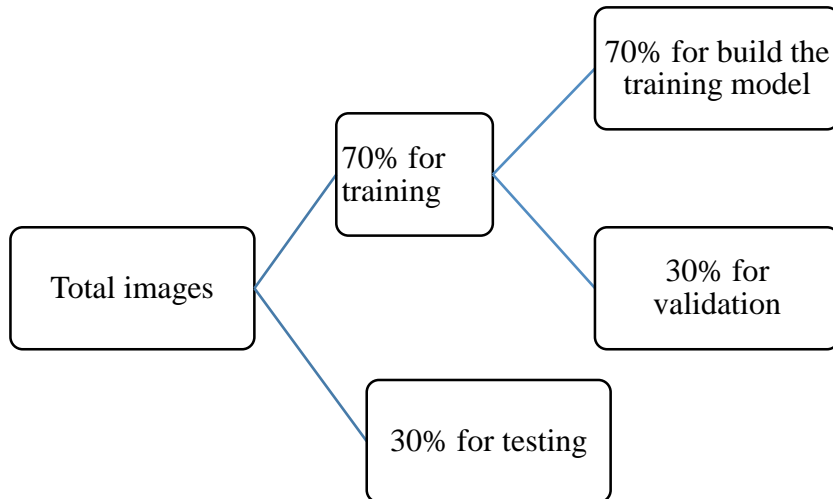 70% for build the
training model
70% for
training
Total images
30% for
validation
30% for testing